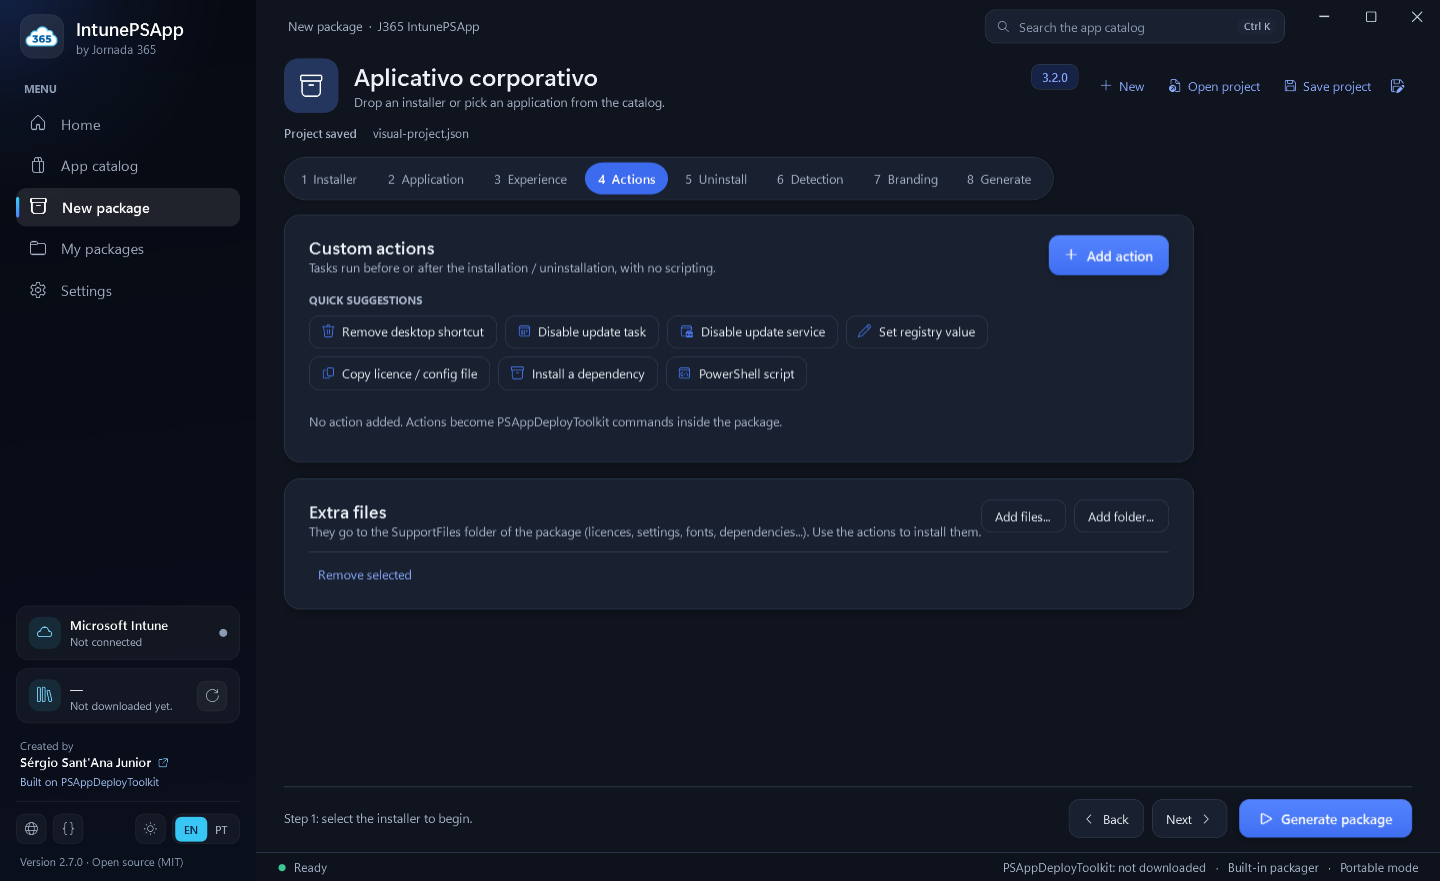 365
IntunePSApp
by Jornada 365
MENU
Home
App catalog
New package
My packages
Settings
Microsoft Intune
Not connected
—
Not downloaded yet.
Created by
Sérgio Sant'Ana Junior
Built on PSAppDeployToolkit
{} EN PT
Version 2.7.0 · Open source (MIT)
New package · J365 IntunePSApp
Search the app catalog Ctrl K
Aplicativo corporativo
Drop an installer or pick an application from the catalog.
3.2.0 New Open project Save project
Project saved visual-project.json
1 Installer 2 Application 3 Experience 4 Actions 5 Uninstall 6 Detection 7 Branding 8 Generate
Custom actions
Tasks run before or after the installation / uninstallation, with no scripting.
Add action
QUICK SUGGESTIONS
Remove desktop shortcut Disable update task Disable update service Set registry value
Copy licence / config file Install a dependency PowerShell script
No action added. Actions become PSAppDeployToolkit commands inside the package.
Extra files
They go to the SupportFiles folder of the package (licences, settings, fonts, dependencies...). Use the actions to install them.
Add files... Add folder...
Remove selected
Step 1: select the installer to begin.
Back Next Generate package
Ready
PSAppDeployToolkit: not downloaded · Built-in packager · Portable mode